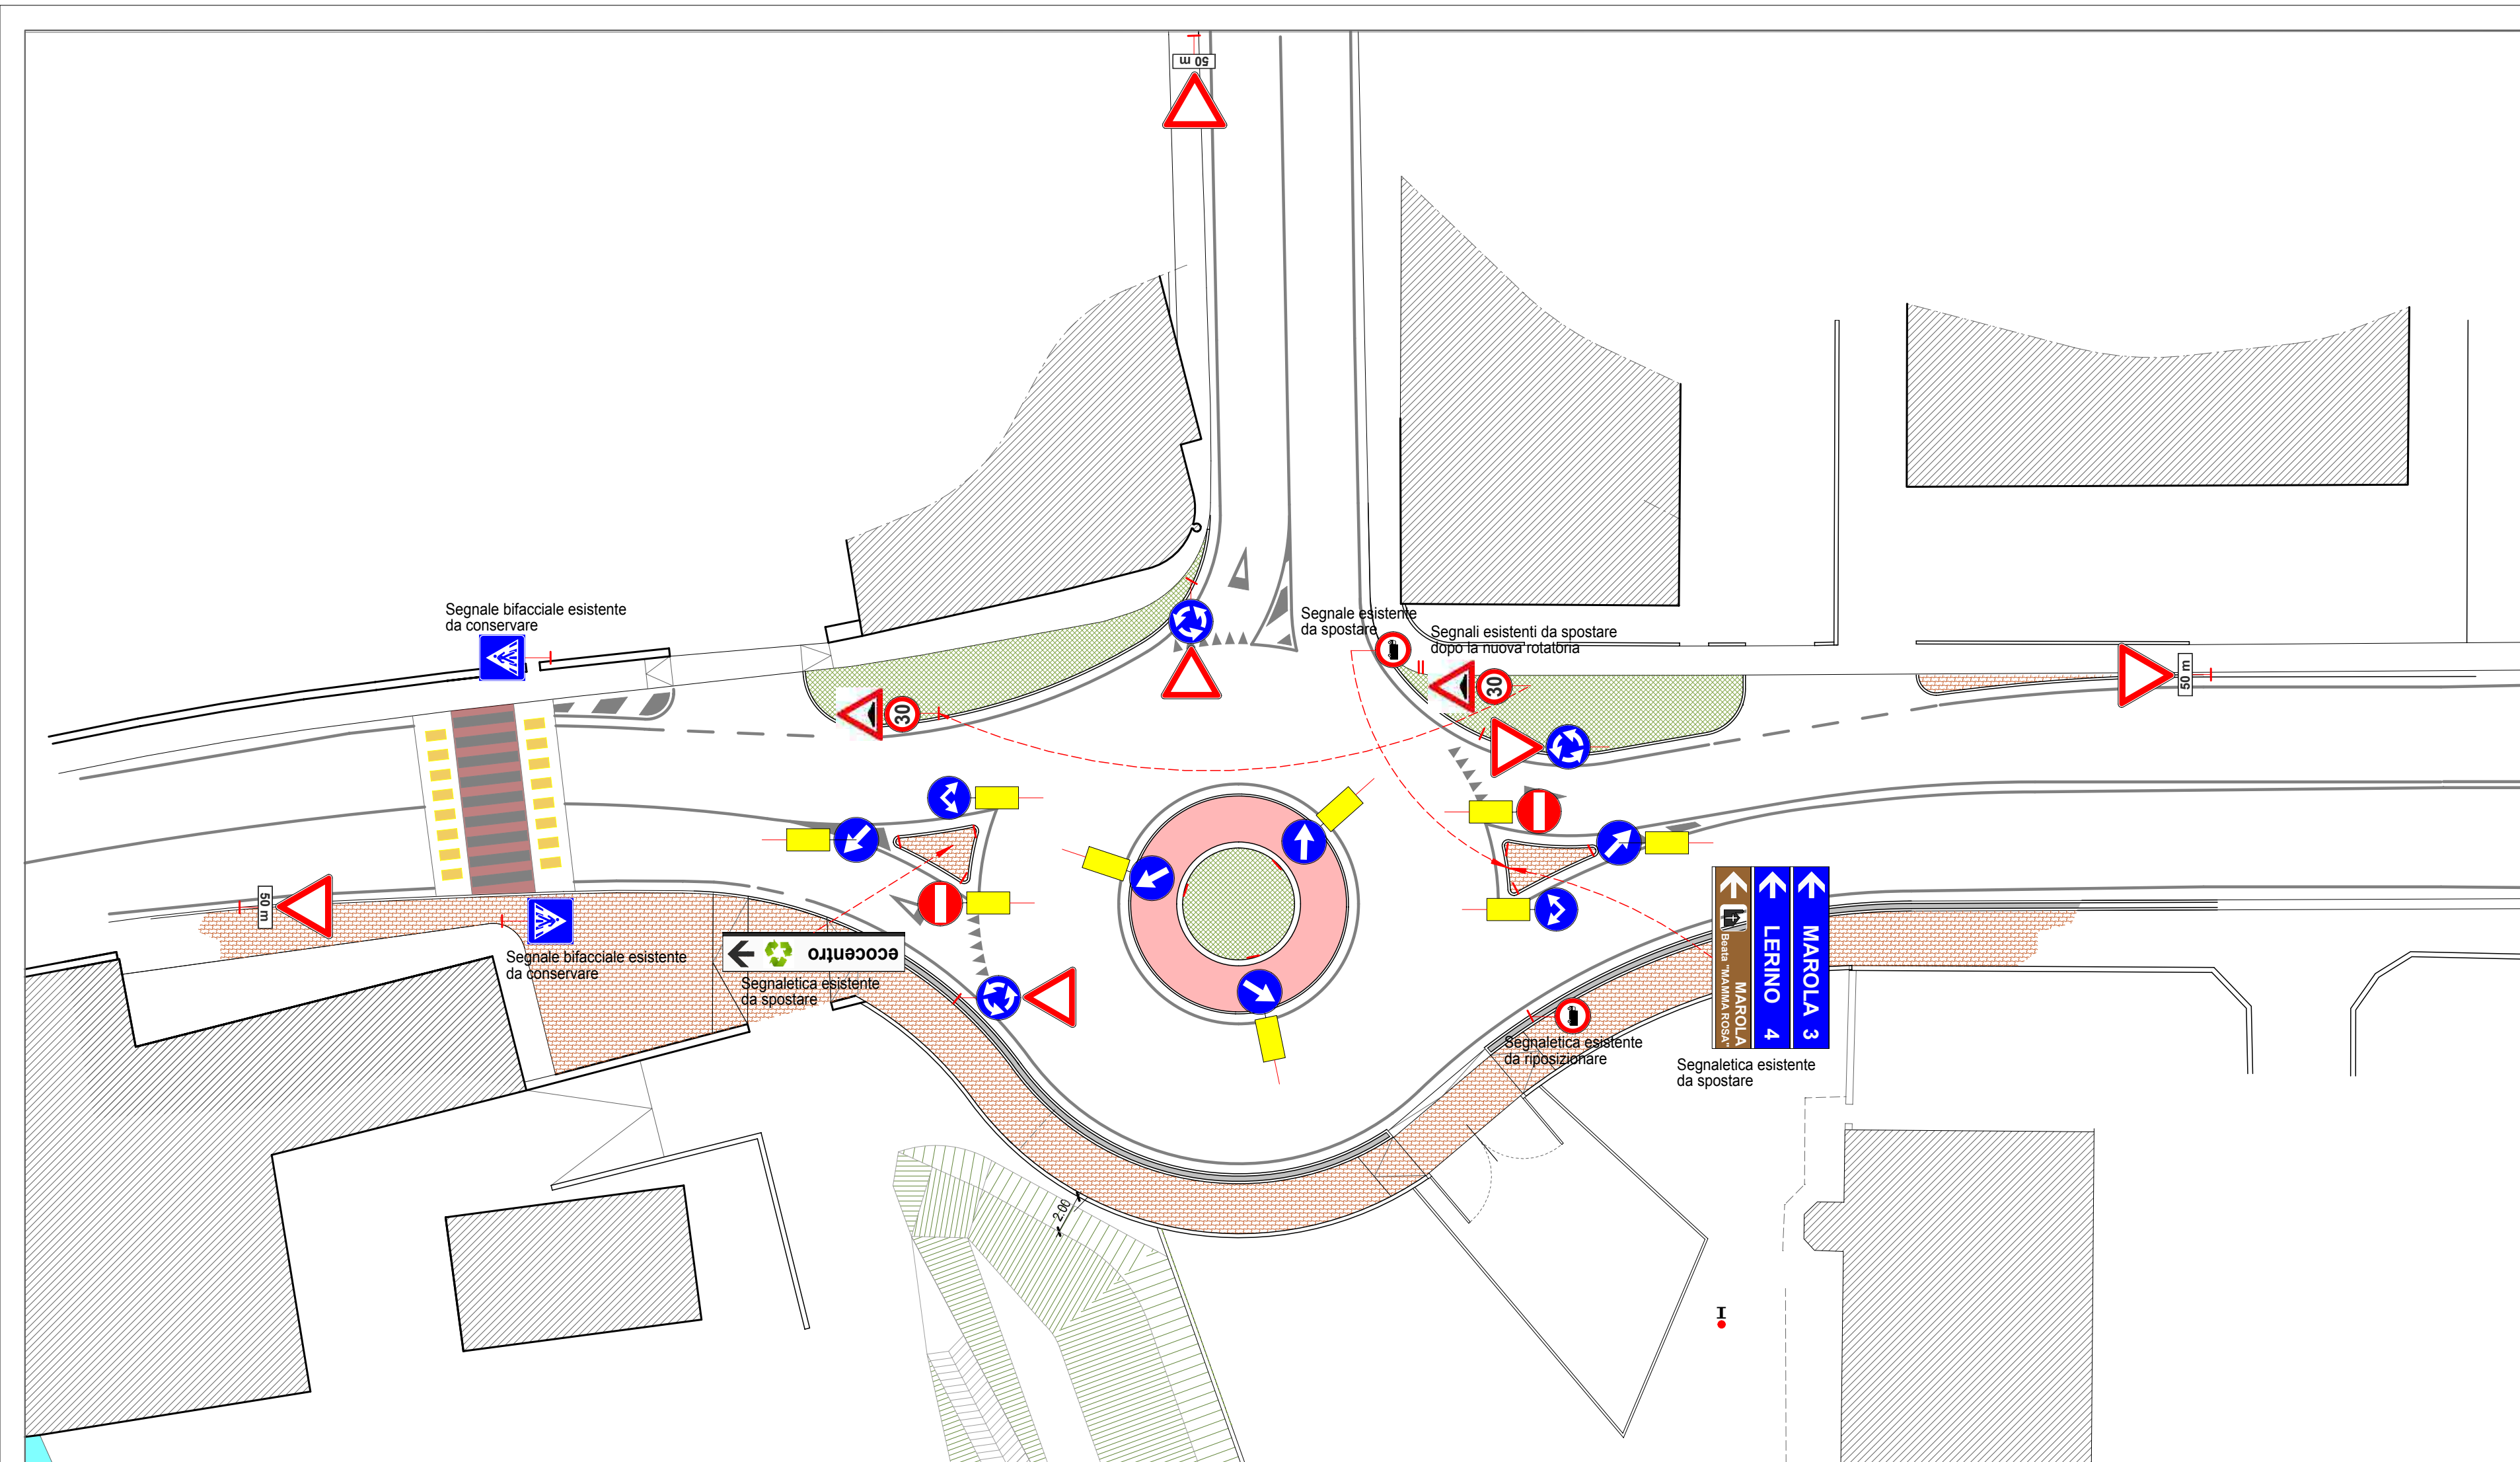 50 m
Segnale bifacciale esistente
da conservare
Segnale esistente
da spostare
Segnali esistenti da spostare
dopo la nuova rotatoria
30
30
50 m
50 m
Segnale bifacciale esistente
da conservare
ecocentro
Segnaletica esistente
da spostare
MAROLA
Beata "MAMMA ROSA"
LERINO 4
MAROLA 3
Segnaletica esistente
da riposizionare
Segnaletica esistente
da spostare
2.00
I